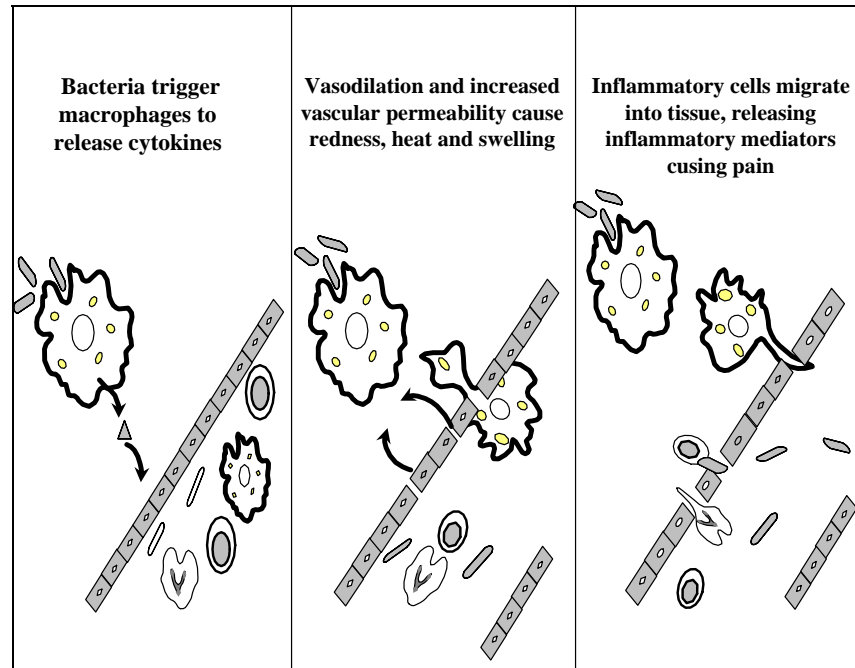 Bacteria trigger
macrophages to
release cytokines
Vasodilation and increased
vascular permeability cause
redness, heat and swelling
Inflammatory cells migrate
into tissue, releasing
inflammatory mediators
cusing pain